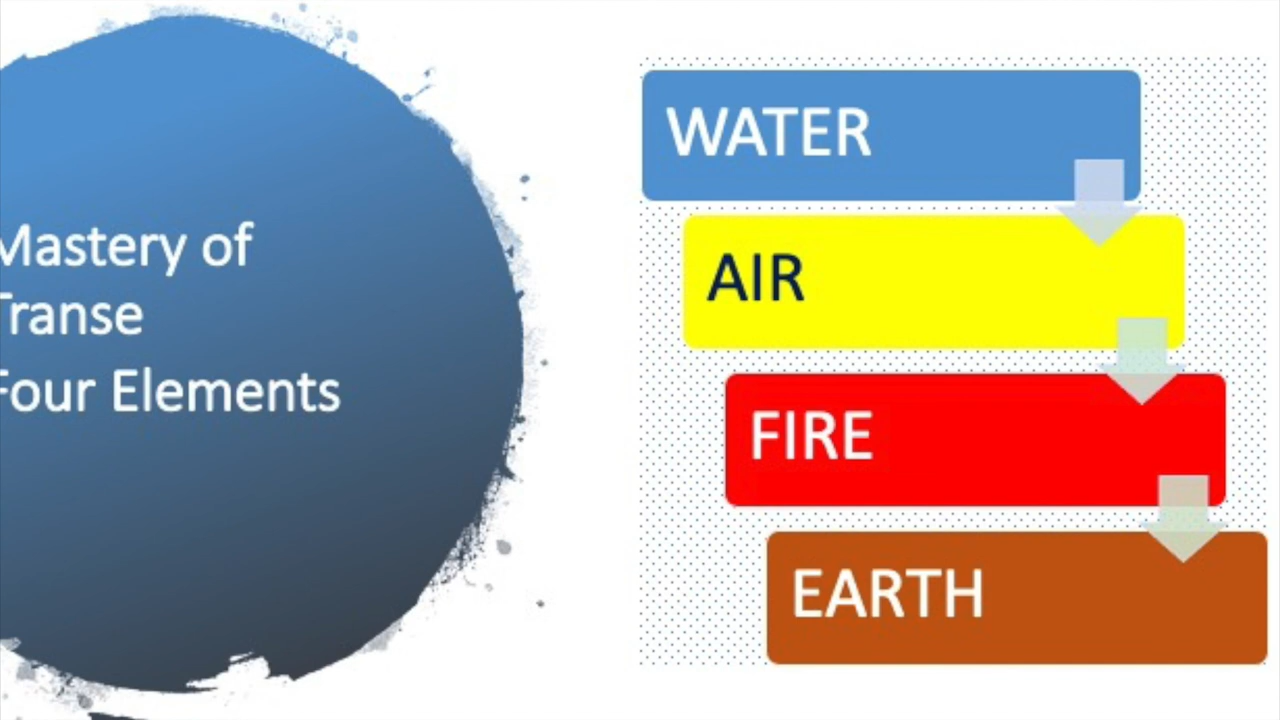 Mastery of
Transe
Four Elements
WATER
AIR
FIRE
EARTH